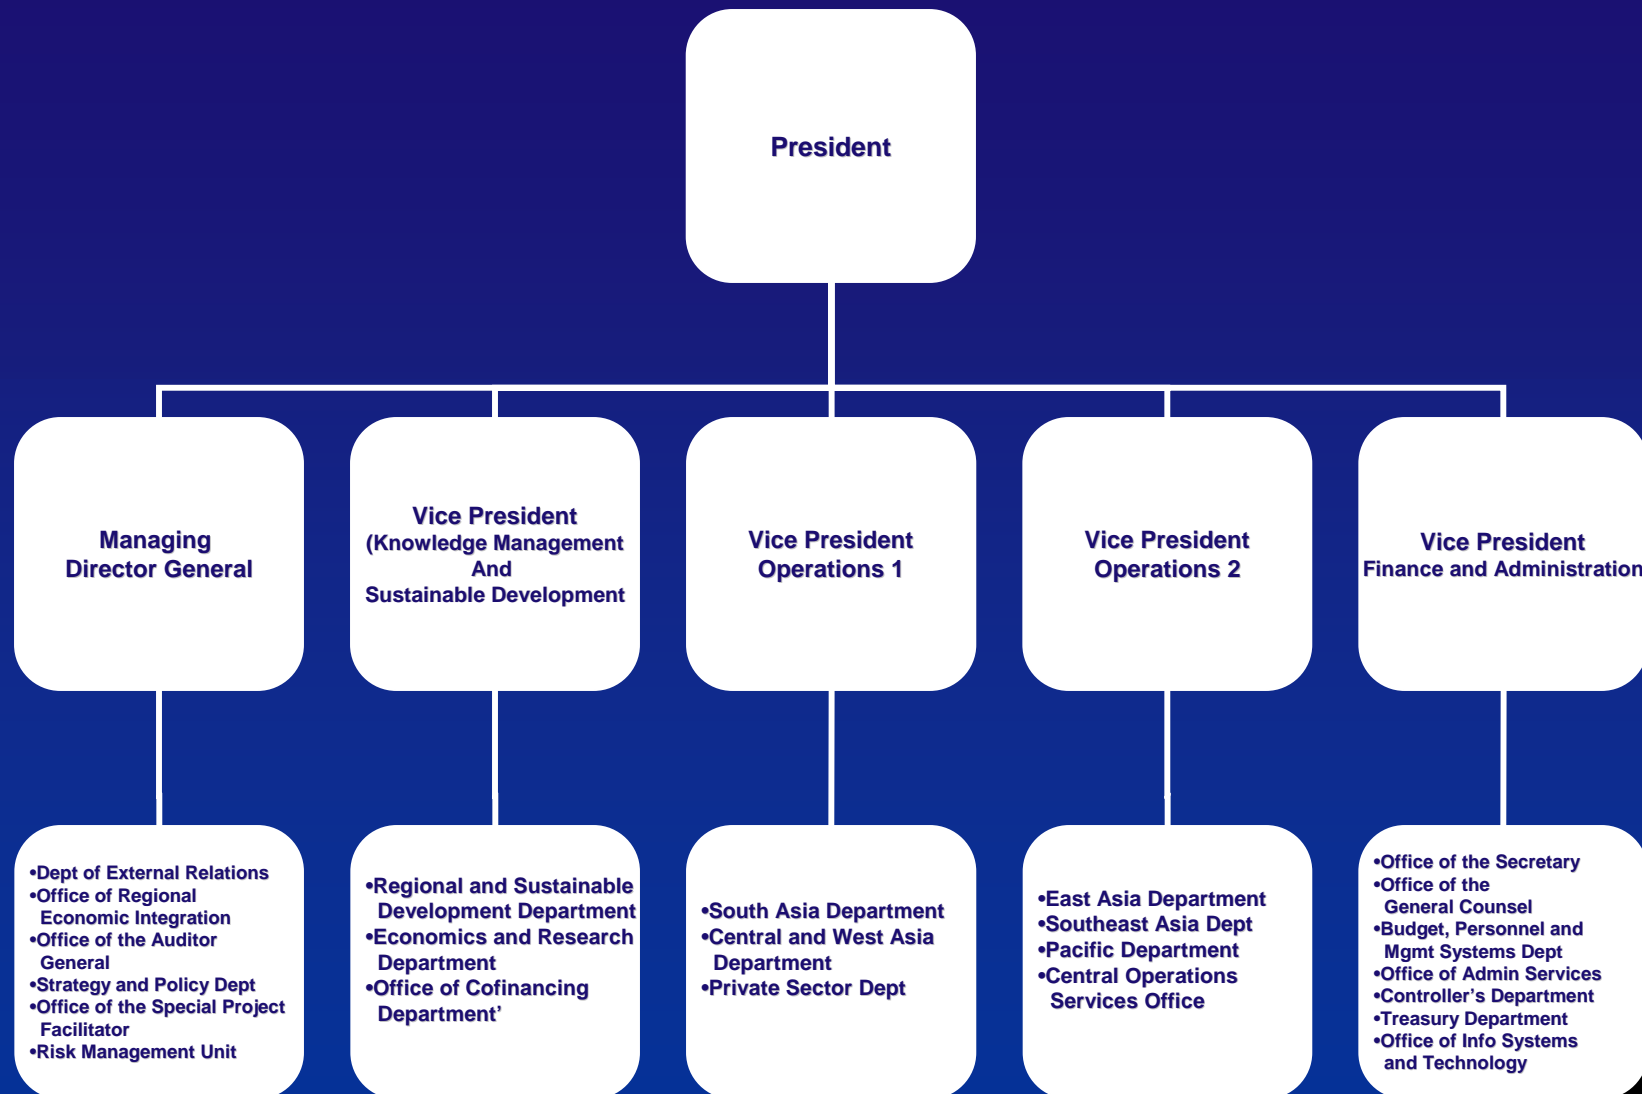 President
Managing
Director General
Vice President
(Knowledge Management
And
Sustainable Development
Vice President
Operations 1
Vice President
Operations 2
Vice President
Finance and Administration
•Dept of External Relations
•Office of Regional
Economic Integration
•Office of the Auditor
General
•Strategy and Policy Dept
•Office of the Special Project
Facilitator
•Risk Management Unit
•Regional and Sustainable
Development Department
•Economics and Research
Department
•Office of Cofinancing
Department’
•South Asia Department
•Central and West Asia
Department
•Private Sector Dept
•East Asia Department
•Southeast Asia Dept
•Pacific Department
•Central Operations
Services Office
•Office of the Secretary
•Office of the
General Counsel
•Budget, Personnel and
Mgmt Systems Dept
•Office of Admin Services
•Controller’s Department
•Treasury Department
•Office of Info Systems
and Technology